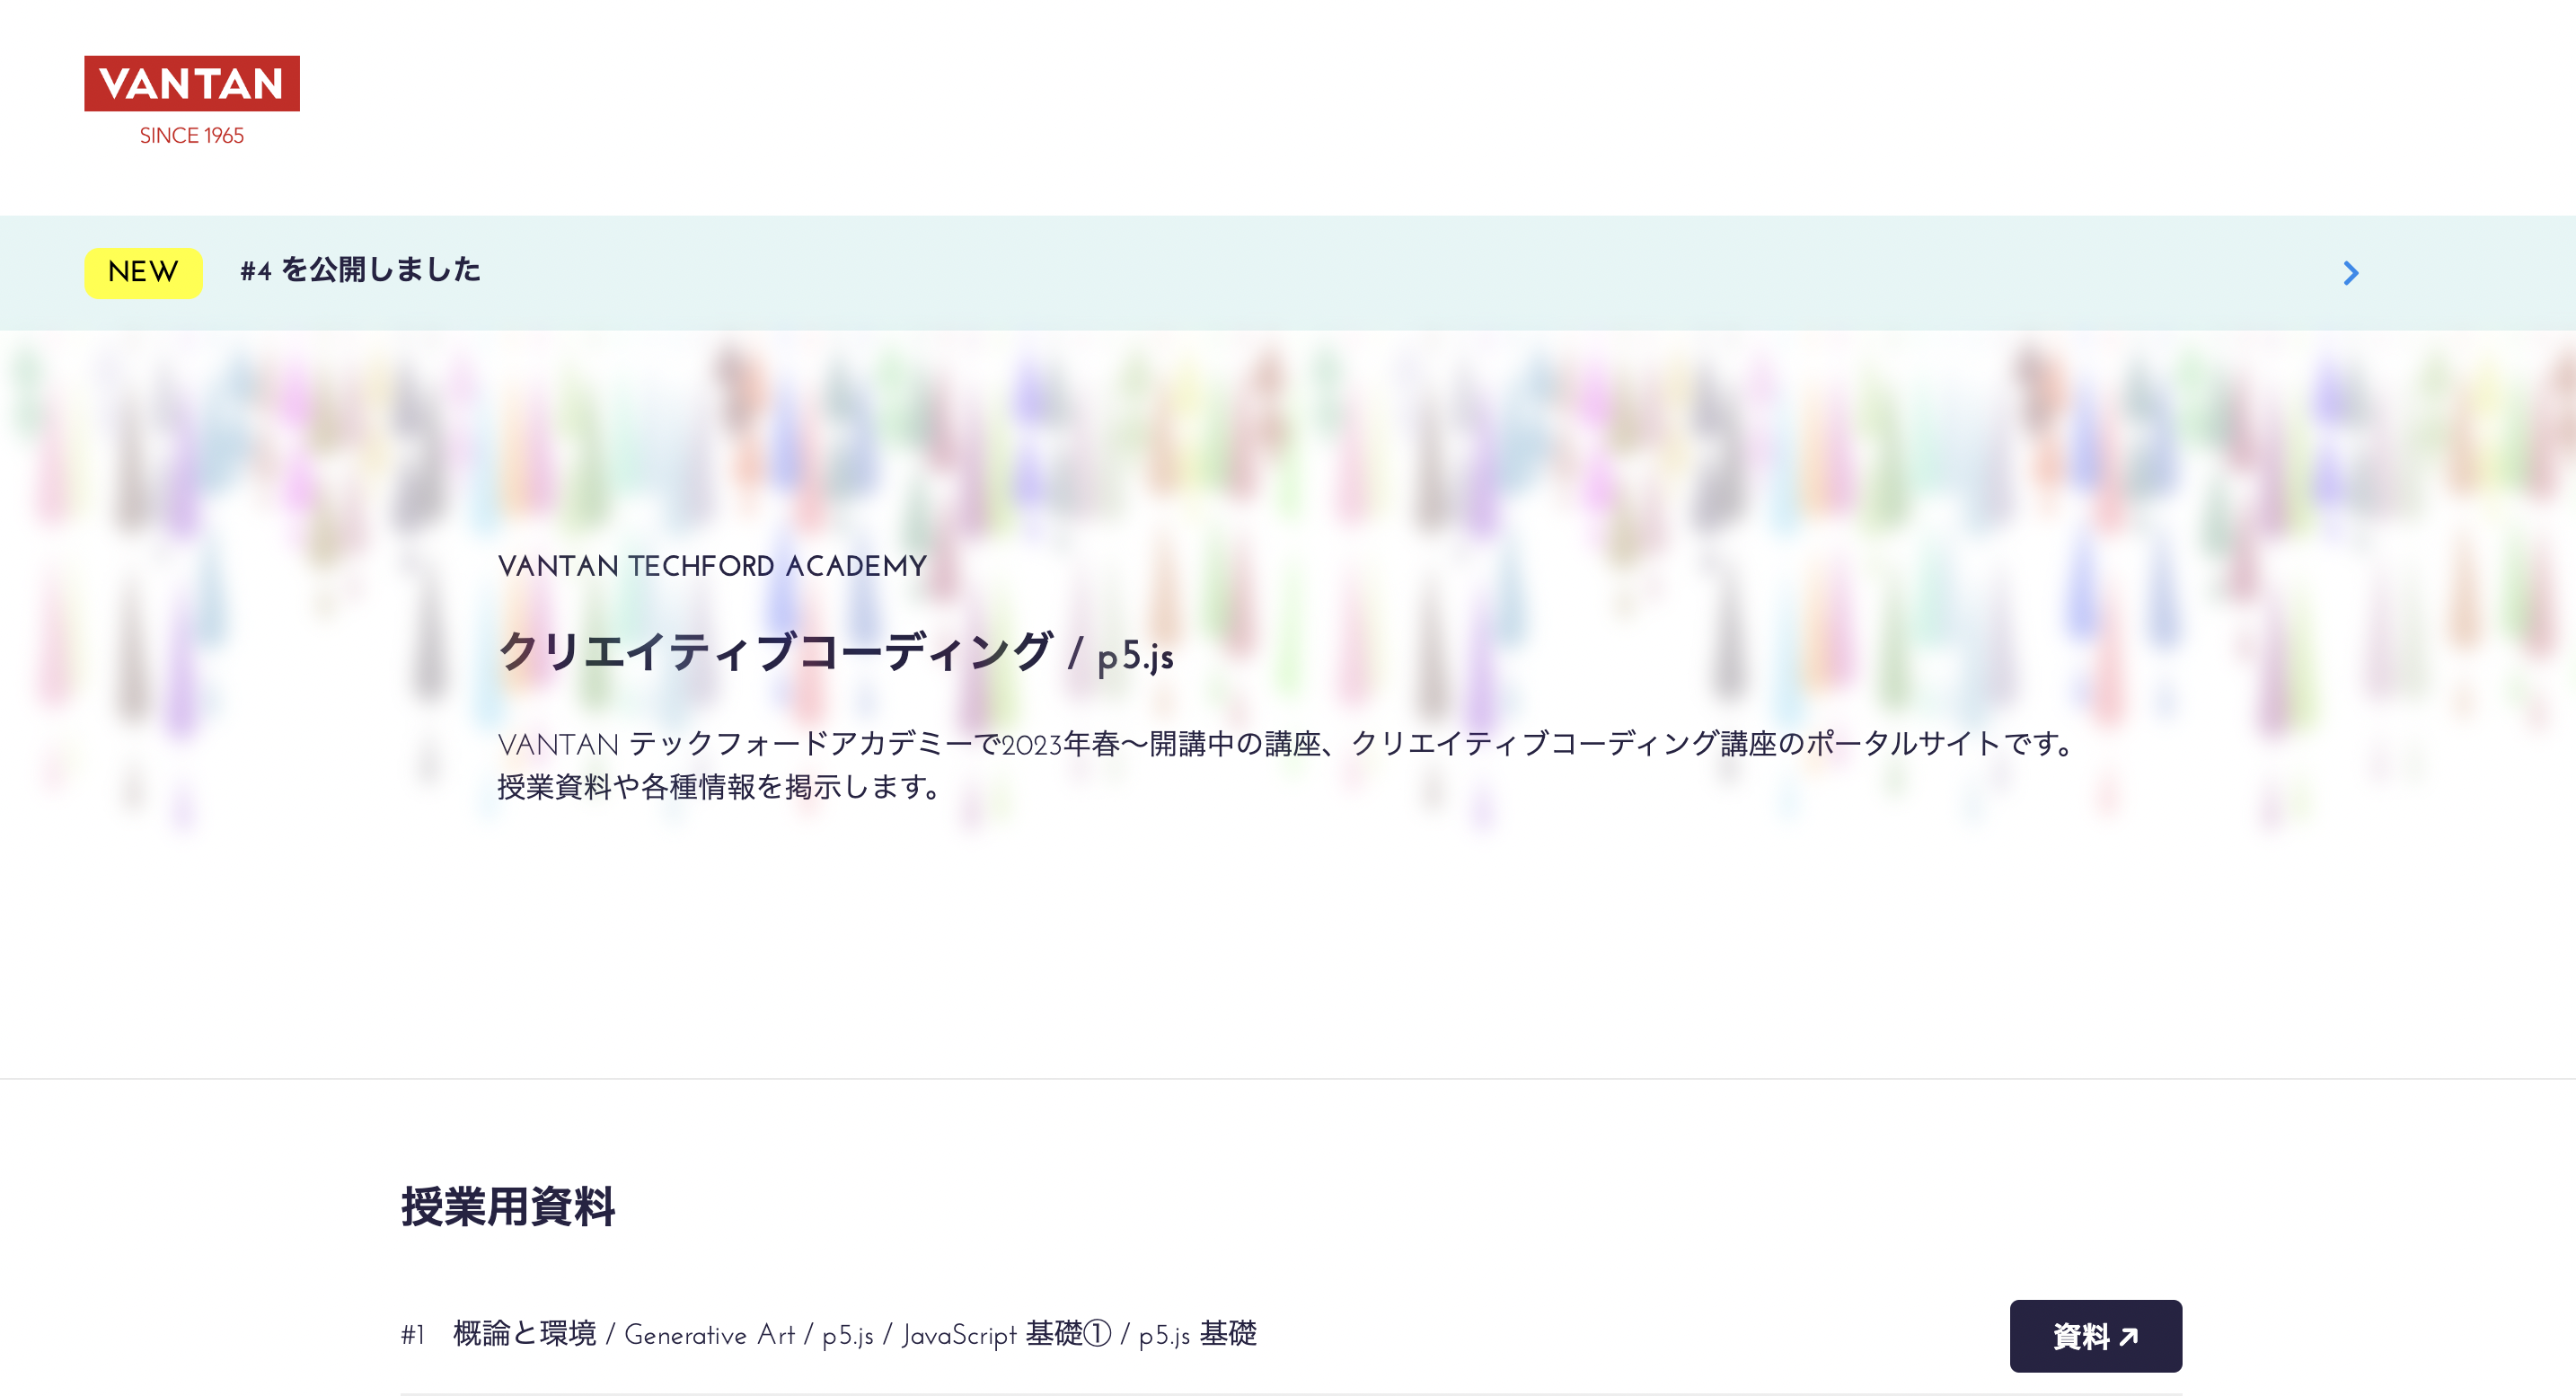 VANTAN
SINCE 1965
NEW #4 を公開しました
VANTAN TECHFORD ACADEMY
クリエイティブコーディング / p5.js
VANTAN テックフォードアカデミーで2023年春〜開講中の講座、クリエイティブコーディング講座のポータルサイトです。
授業資料や各種情報を掲示します。
授業用資料
#1 概論と環境 / Generative Art / p5.js / JavaScript 基礎① / p5.js 基礎 資料